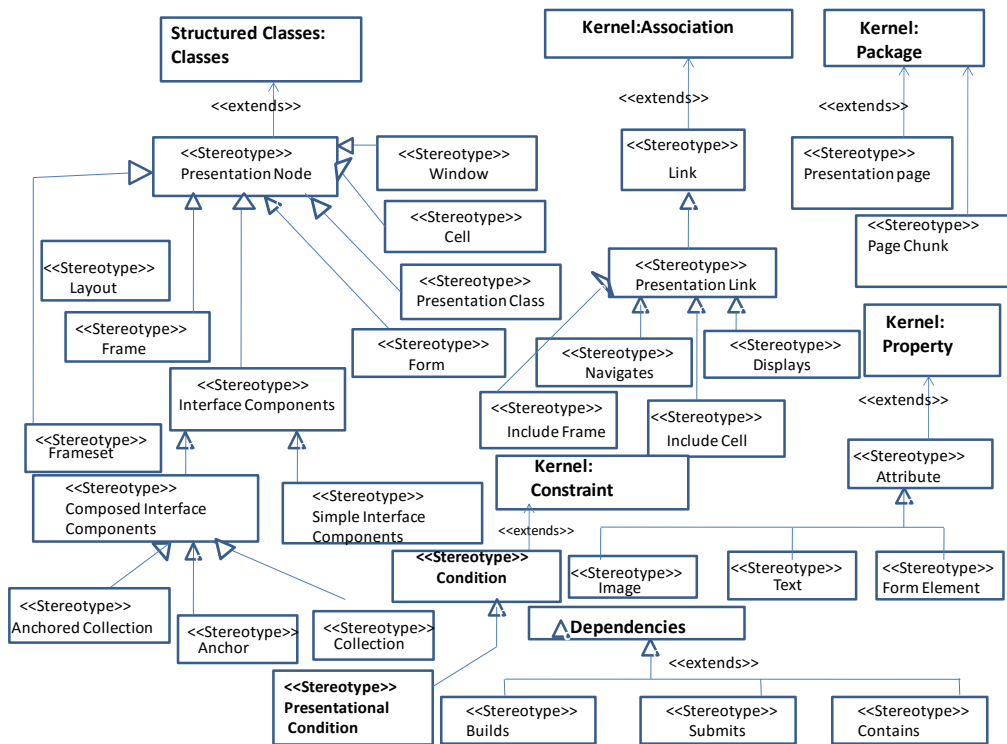 Structured Classes:
Classes
Kernel:Association
Kernel:
Package
<<extends>>
<<extends>>
<<extends>>
<<Stereotype>>
Presentation Node
<<Stereotype>>
Window
<<Stereotype>>
Link
<<Stereotype>>
Presentation page
<<Stereotype>>
Cell
<<Stereotype>>
Page Chunk
<<Stereotype>>
Layout
<<Stereotype>>
Presentation Class
<<Stereotype>>
Presentation Link
<<Stereotype>>
Frame
<<Stereotype>>
Form
<<Stereotype>>
Navigates
<<Stereotype>>
Displays
Kernel:
Property
<<Stereotype>>
Interface Components
<<Stereotype>>
Include Frame
<<Stereotype>>
Include Cell
<<extends>>
<<Stereotype>>
Frameset
Kernel:
Constraint
<<Stereotype>>
Attribute
<<Stereotype>>
Composed Interface
Components
<<Stereotype>>
Simple Interface
Components
<<extends>>
<<Stereotype>>
Condition
<<Stereotype>>
Image
<<Stereotype>>
Text
<<Stereotype>>
Form Element
<<Stereotype>>
Anchored Collection
<<Stereotype>>
Anchor
<<Stereotype>>
Collection
Dependencies
<<extends>>
<<Stereotype>>
Presentational
Condition
<<Stereotype>>
Builds
<<Stereotype>>
Submits
<<Stereotype>>
Contains